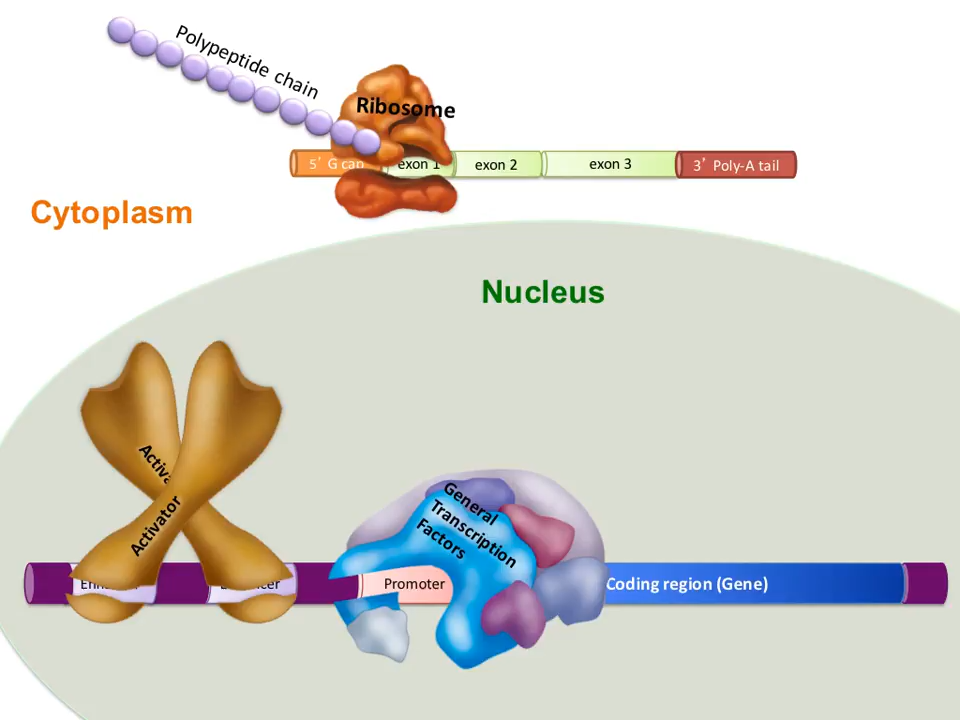 Polypeptide chain
Ribosome
5’ G cap
exon 1
exon 2
exon 3
3’ Poly-A tail
Cytoplasm
Nucleus
Activator
General
Transcription
Factors
Promoter
Coding region (Gene)